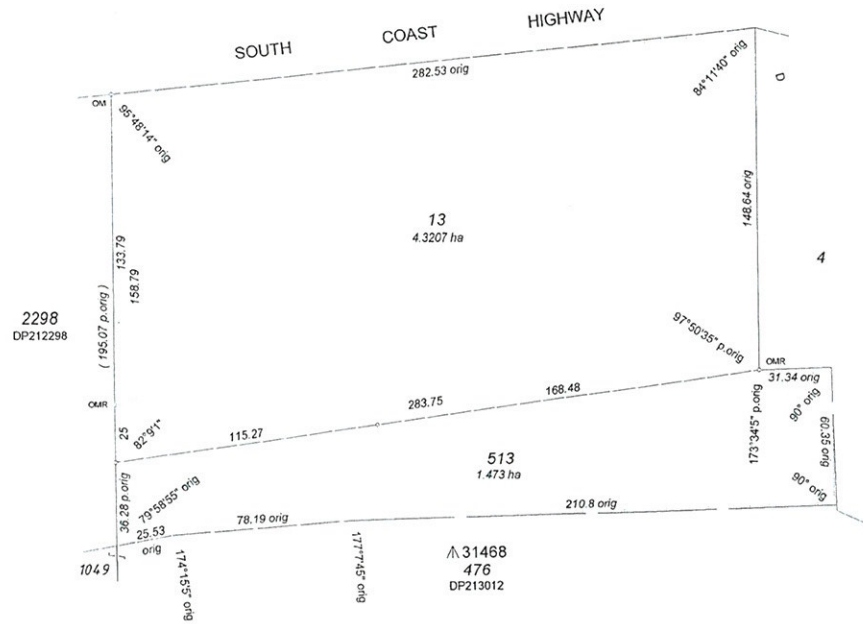 SOUTH COAST HIGHWAY
282.53 orig
OM
95°48'14" orig
84°11'40" orig
D
148.64 orig
13
4.3207 ha
4
133.79
158.79
( 195.07 p.orig )
2298
DP212298
97°50'35" p.orig
OMR
31.34 orig
OMR
25
82°9'1"
115.27
283.75
168.48
173°34'5" p.orig
90° orig
60.35 orig
90° orig
513
1.473 ha
36.28 p.orig
79°58'55" orig
25.53
orig
78.19 orig
210.8 orig
1049
174°15'5" orig
177°7'45" orig
31468
476
DP213012